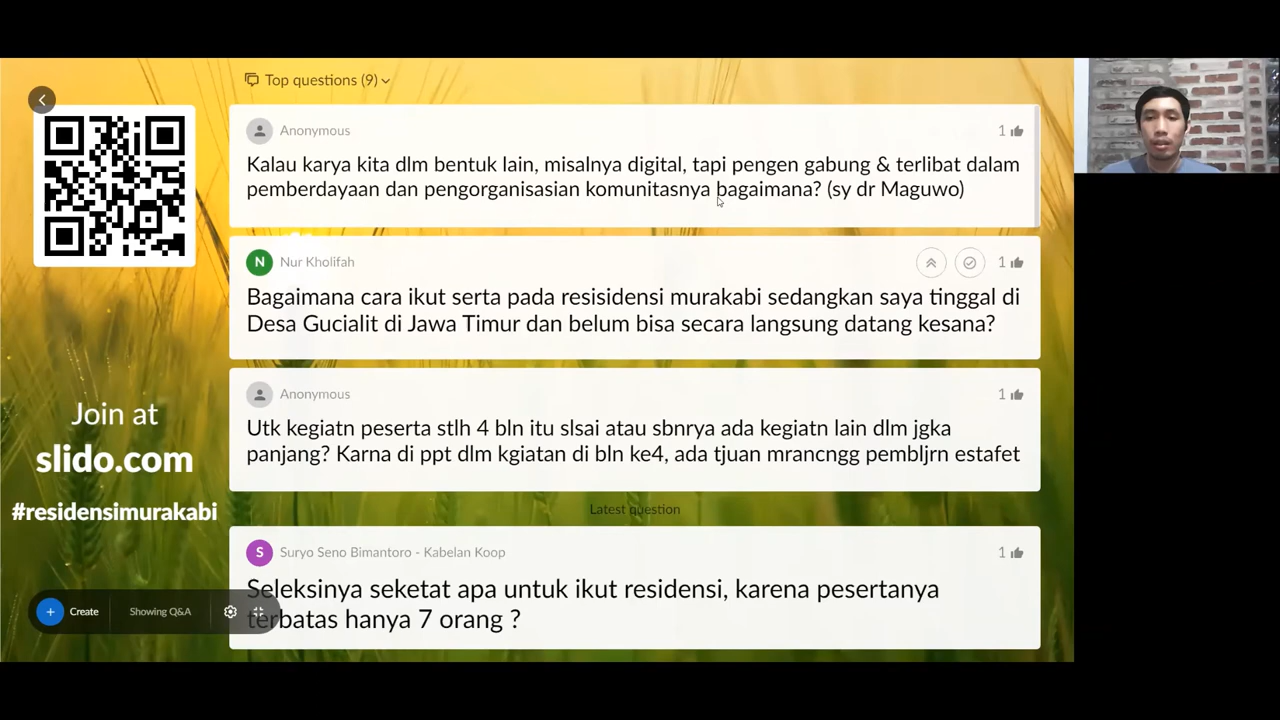 Top questions (9)
Anonymous
1
Kalau karya kita dlm bentuk lain, misalnya digital, tapi pengen gabung & terlibat dalam
pemberdayaan dan pengorganisasian komunitasnya bagaimana? (sy dr Maguwo)
N
Nur Kholifah
1
Bagaimana cara ikut serta pada resisidensi murakabi sedangkan saya tinggal di
Desa Gucialit di Jawa Timur dan belum bisa secara langsung datang kesana?
Anonymous
1
Utk kegiatn peserta stlh 4 bln itu slsai atau sbnrya ada kegiatn lain dlm jgka
panjang? Karna di ppt dlm kgiatan di bln ke4, ada tjuan mrancngg pembljrn estafet
Latest question
S
Suryo Seno Bimantoro - Kabelan Koop
1
Seleksinya seketat apa untuk ikut residensi, karena pesertanya
terbatas hanya 7 orang ?
Join at
slido.com
#residensimurakabi
Create
Showing Q&A